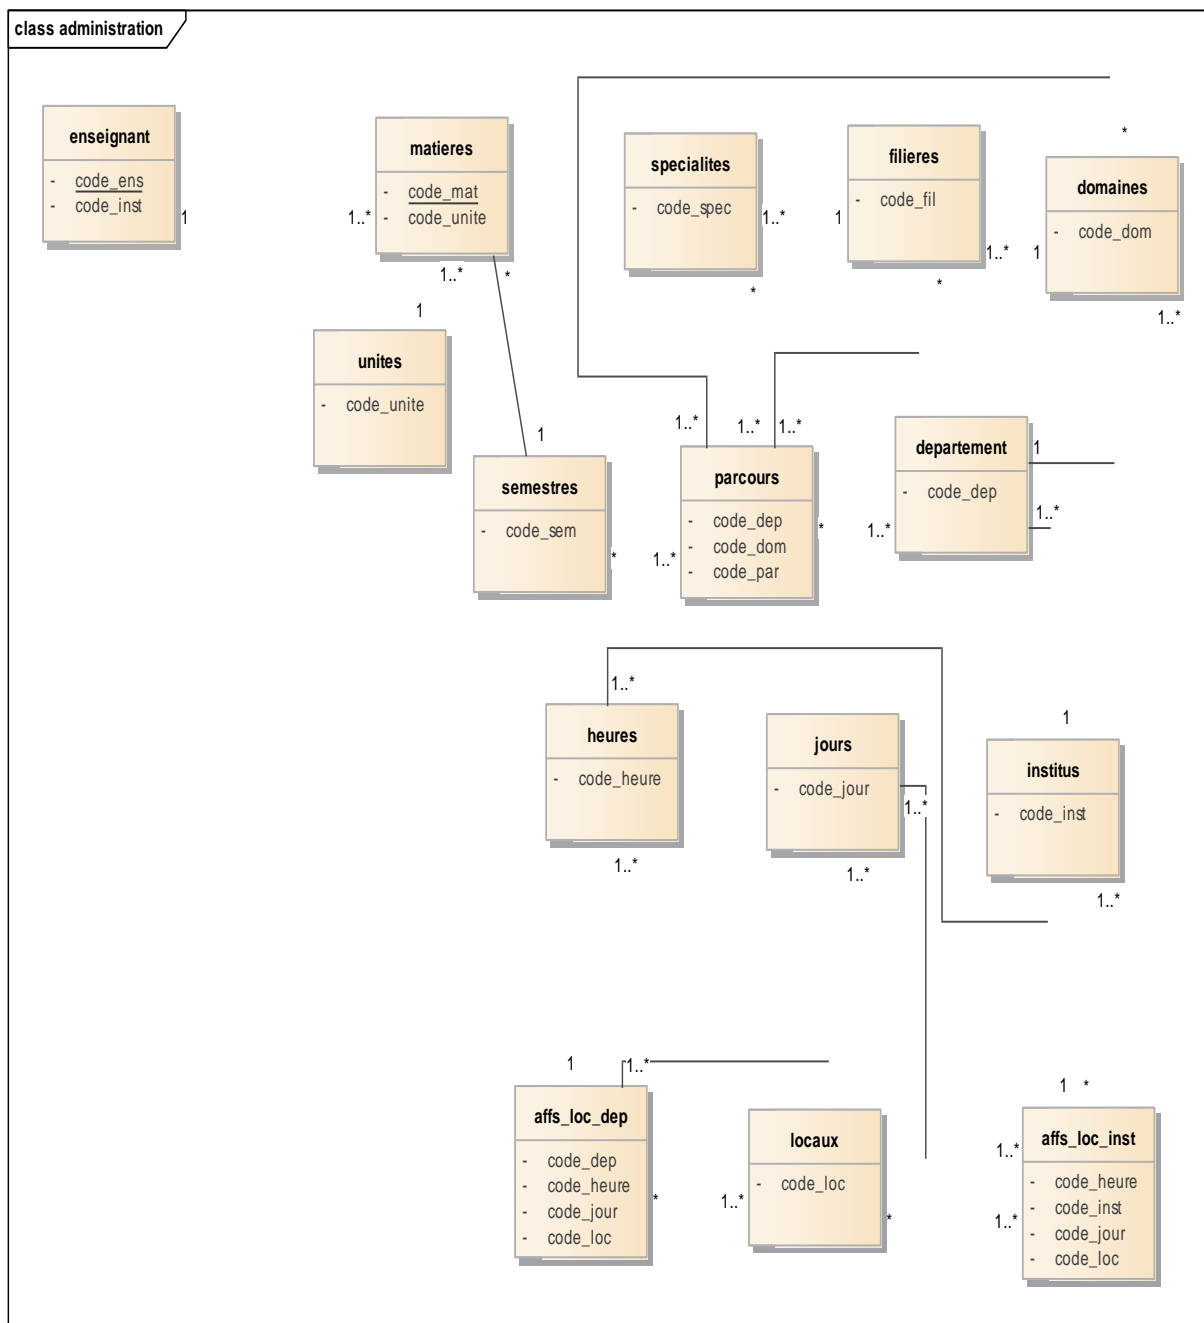 class administration
enseignant
- code_ens
- code_inst
1
matieres
- code_mat
- code_unite
1..*
1..*
*
specialites
- code_spec
1..*
*
filieres
- code_fil
1
1..*
*
*
domaines
- code_dom
1
1..*
1
unites
- code_unite
1
semestres
- code_sem
*
1..*
1..*
1..*
parcours
- code_dep
- code_dom
- code_par
1..*
*
departement
- code_dep
1
1..*
1..*
1..*
heures
- code_heure
1..*
jours
- code_jour
1..*
1..*
1
institus
- code_inst
1..*
1
1..*
affs_loc_dep
- code_dep
- code_heure
- code_jour
- code_loc
*
locaux
- code_loc
1..*
*
1
*
affs_loc_inst
- code_heure
- code_inst
- code_jour
- code_loc
1..*
1..*